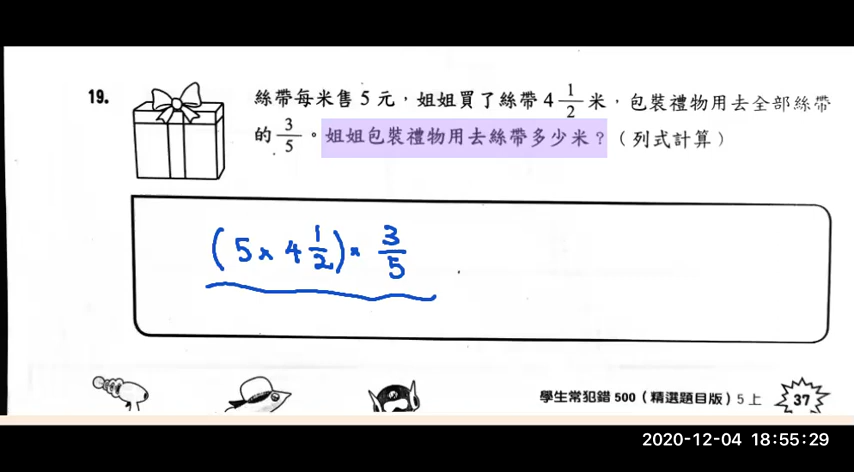 19. 絲帶每米售 5 元，姐姐買了絲帶 4 1/2 米，包裝禮物用去全部絲帶
的 3/5 。姐姐包裝禮物用去絲帶多少米？（列式計算）
( 5 × 4 1/2 ) × 3/5
學生常犯錯 500（精選題目版）5 上 37
2020-12-04 18:55:29